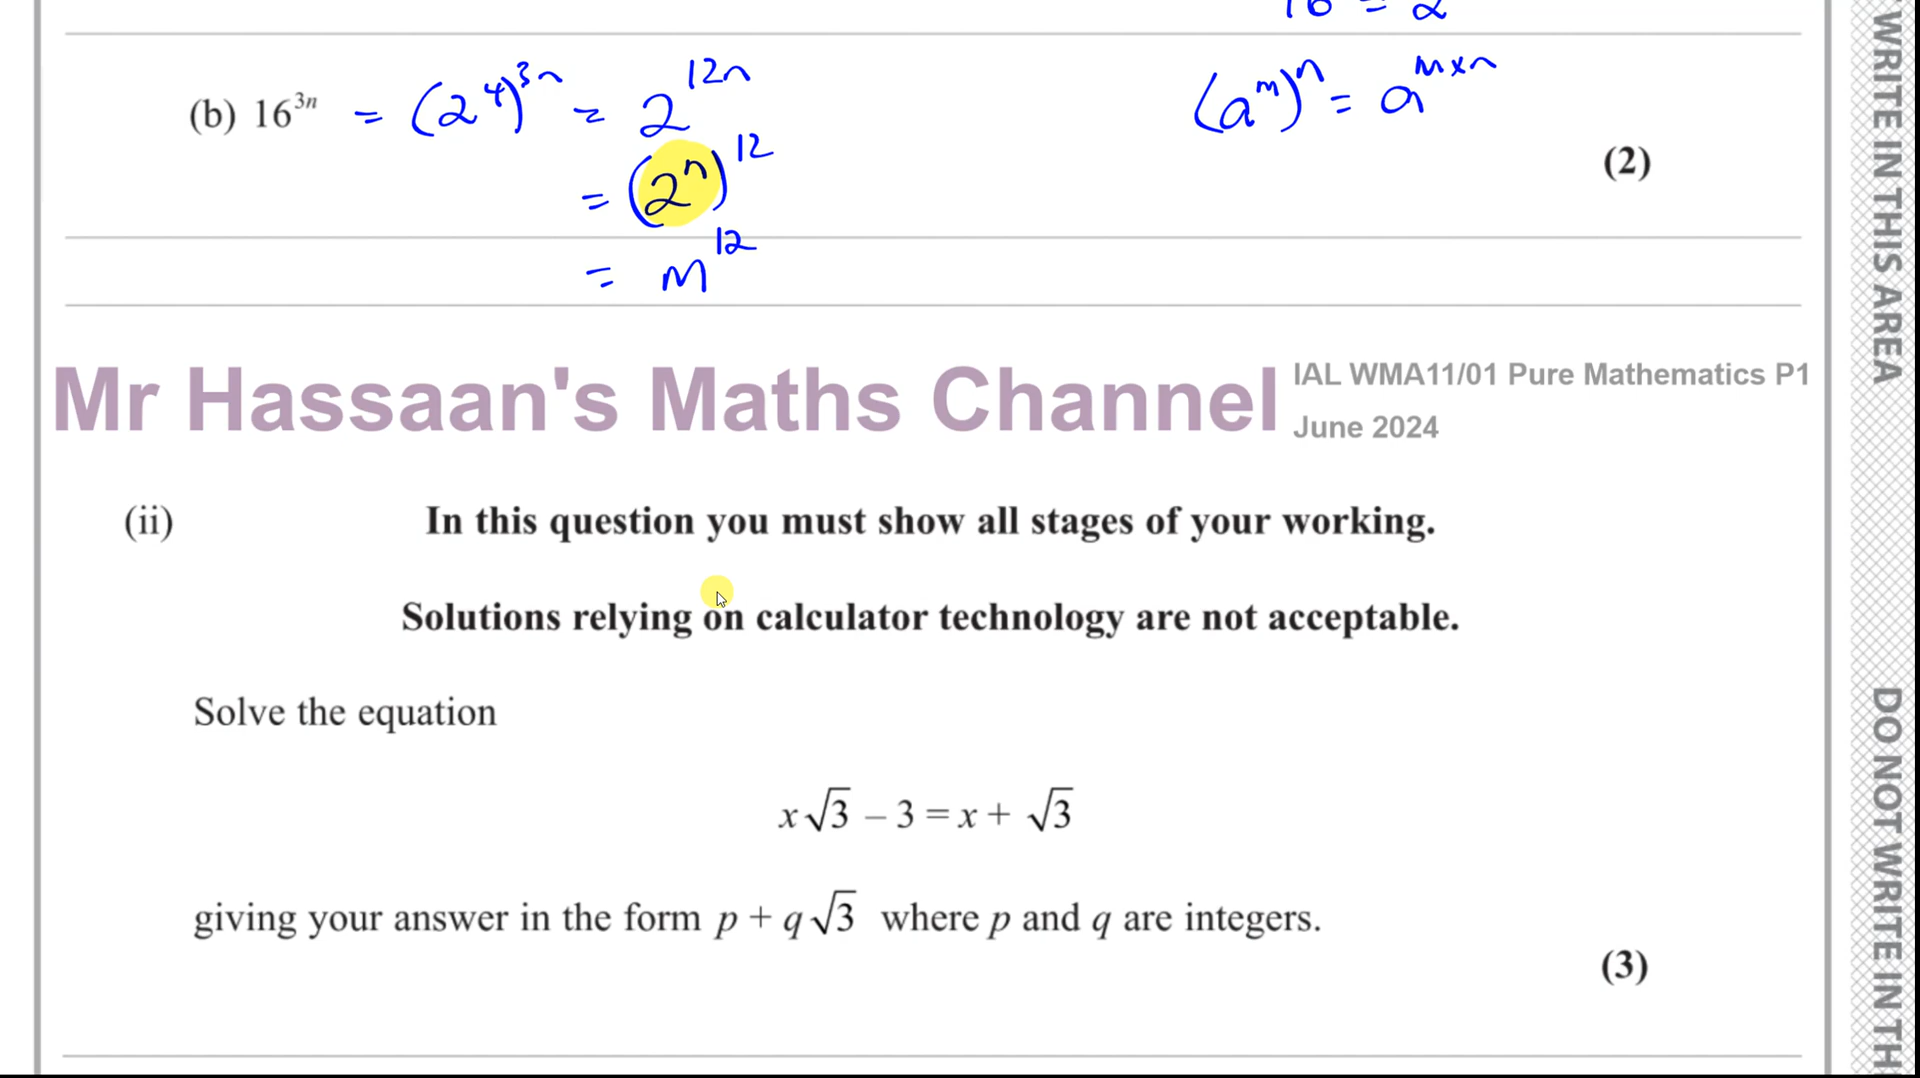 16 = 2
(b) 16^{3n} = (2^4)^{3n} = 2^{12n}
(a^m)^n = a^{m×n}
= (2^n)^{12}
(2)
= m^{12}
Mr Hassaan's Maths Channel
IAL WMA11/01 Pure Mathematics P1
June 2024
(ii) In this question you must show all stages of your working.
Solutions relying on calculator technology are not acceptable.
Solve the equation
x√3 – 3 = x + √3
giving your answer in the form p + q√3 where p and q are integers.
(3)
WRITE IN THIS AREA
DO NOT WRITE IN TH